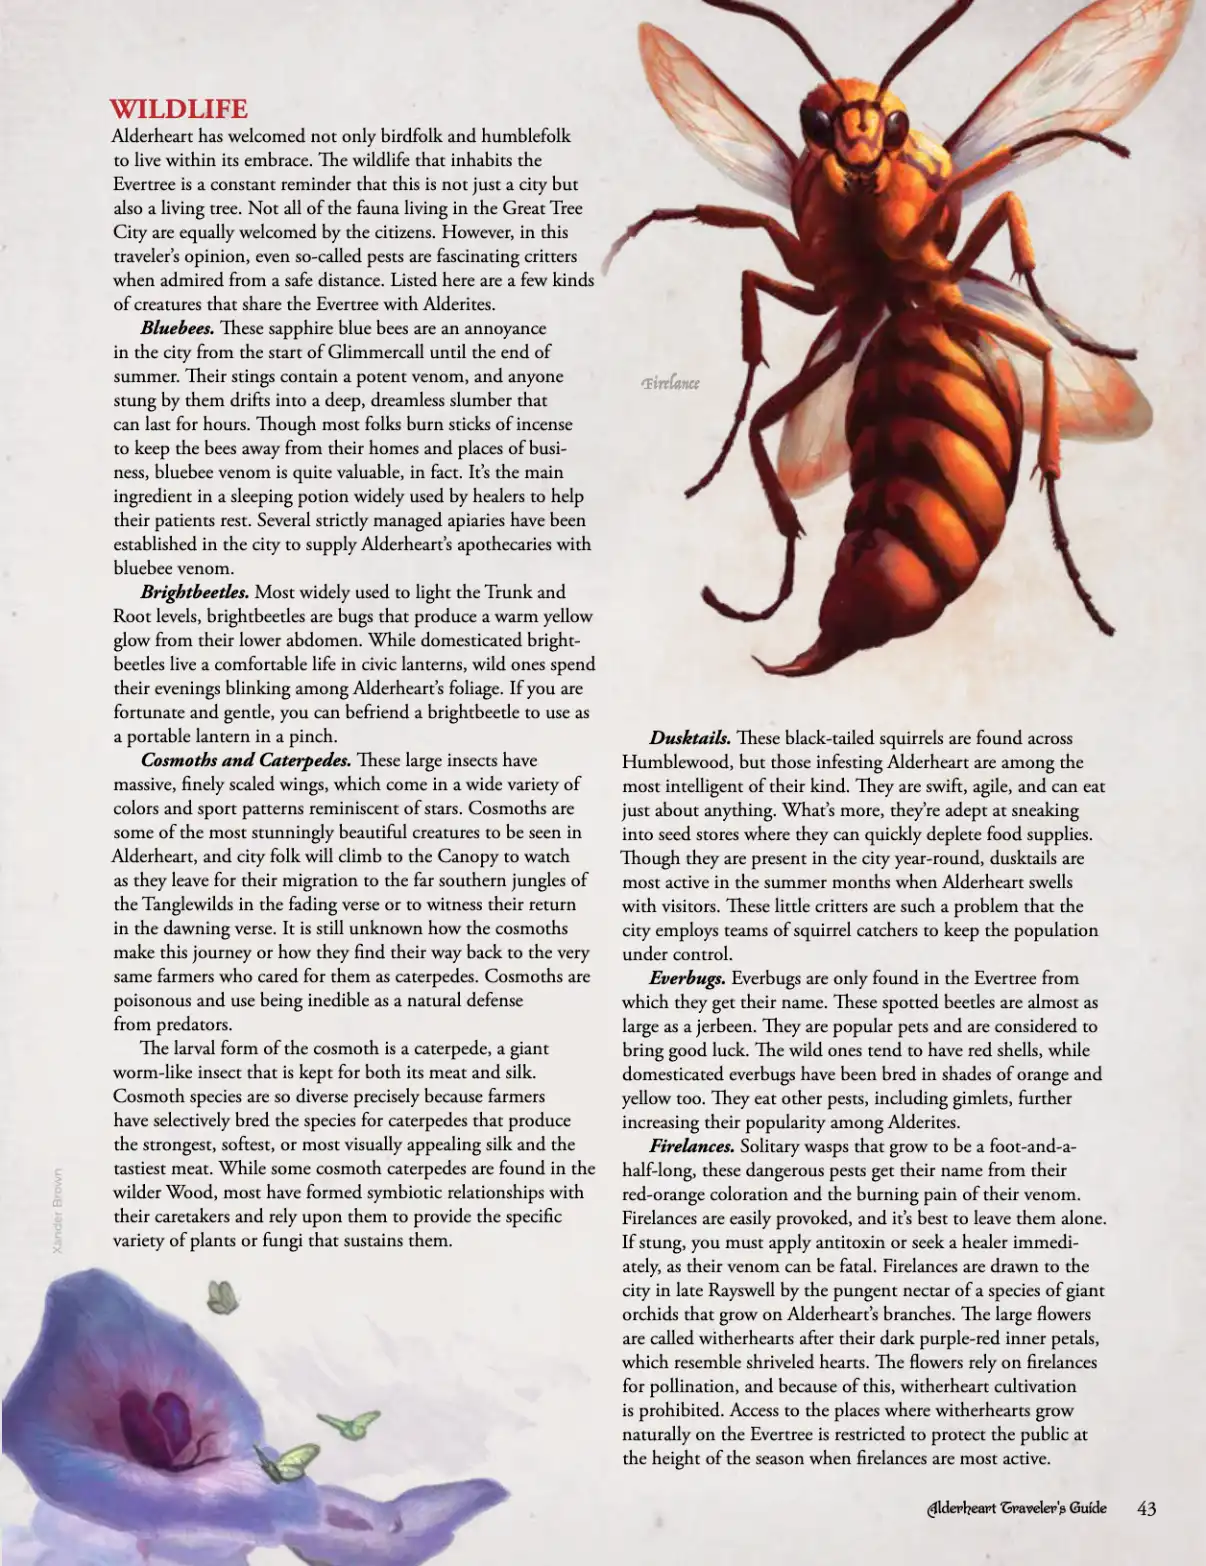 WILDLIFE
Alderheart has welcomed not only birdfolk and humblefolk
to live within its embrace. The wildlife that inhabits the
Evertree is a constant reminder that this is not just a city but
also a living tree. Not all of the fauna living in the Great Tree
City are equally welcomed by the citizens. However, in this
traveler's opinion, even so-called pests are fascinating critters
when admired from a safe distance. Listed here are a few kinds
of creatures that share the Evertree with Alderites.
Bluebees. These sapphire blue bees are an annoyance
in the city from the start of Glimmercall until the end of
summer. Their stings contain a potent venom, and anyone
stung by them drifts into a deep, dreamless slumber that
can last for hours. Though most folks burn sticks of incense
to keep the bees away from their homes and places of busi-
ness, bluebee venom is quite valuable, in fact. It's the main
ingredient in a sleeping potion widely used by healers to help
their patients rest. Several strictly managed apiaries have been
established in the city to supply Alderheart's apothecaries with
bluebee venom.
Brightbeetles. Most widely used to light the Trunk and
Root levels, brightbeetles are bugs that produce a warm yellow
glow from their lower abdomen. While domesticated bright-
beetles live a comfortable life in civic lanterns, wild ones spend
their evenings blinking among Alderheart's foliage. If you are
fortunate and gentle, you can befriend a brightbeetle to use as
a portable lantern in a pinch.
Cosmoths and Caterpedes. These large insects have
massive, finely scaled wings, which come in a wide variety of
colors and sport patterns reminiscent of stars. Cosmoths are
some of the most stunningly beautiful creatures to be seen in
Alderheart, and city folk will climb to the Canopy to watch
as they leave for their migration to the far southern jungles of
the Tanglewilds in the fading verse or to witness their return
in the dawning verse. It is still unknown how the cosmoths
make this journey or how they find their way back to the very
same farmers who cared for them as caterpedes. Cosmoths are
poisonous and use being inedible as a natural defense
from predators.
The larval form of the cosmoth is a caterpede, a giant
worm-like insect that is kept for both its meat and silk.
Cosmoth species are so diverse precisely because farmers
have selectively bred the species for caterpedes that produce
the strongest, softest, or most visually appealing silk and the
tastiest meat. While some cosmoth caterpedes are found in the
wilder Wood, most have formed symbiotic relationships with
their caretakers and rely upon them to provide the specific
variety of plants or fungi that sustains them.
Xander Brown
Firelance
Dusktails. These black-tailed squirrels are found across
Humblewood, but those infesting Alderheart are among the
most intelligent of their kind. They are swift, agile, and can eat
just about anything. What's more, they're adept at sneaking
into seed stores where they can quickly deplete food supplies.
Though they are present in the city year-round, dusktails are
most active in the summer months when Alderheart swells
with visitors. These little critters are such a problem that the
city employs teams of squirrel catchers to keep the population
under control.
Everbugs. Everbugs are only found in the Evertree from
which they get their name. These spotted beetles are almost as
large as a jerbeen. They are popular pets and are considered to
bring good luck. The wild ones tend to have red shells, while
domesticated everbugs have been bred in shades of orange and
yellow too. They eat other pests, including gimlets, further
increasing their popularity among Alderites.
Firelances. Solitary wasps that grow to be a foot-and-a-
half-long, these dangerous pests get their name from their
red-orange coloration and the burning pain of their venom.
Firelances are easily provoked, and it's best to leave them alone.
If stung, you must apply antitoxin or seek a healer immedi-
ately, as their venom can be fatal. Firelances are drawn to the
city in late Rayswell by the pungent nectar of a species of giant
orchids that grow on Alderheart's branches. The large flowers
are called witherhearts after their dark purple-red inner petals,
which resemble shriveled hearts. The flowers rely on firelances
for pollination, and because of this, witherheart cultivation
is prohibited. Access to the places where witherhearts grow
naturally on the Evertree is restricted to protect the public at
the height of the season when firelances are most active.
Alderheart Traveler's Guide 43